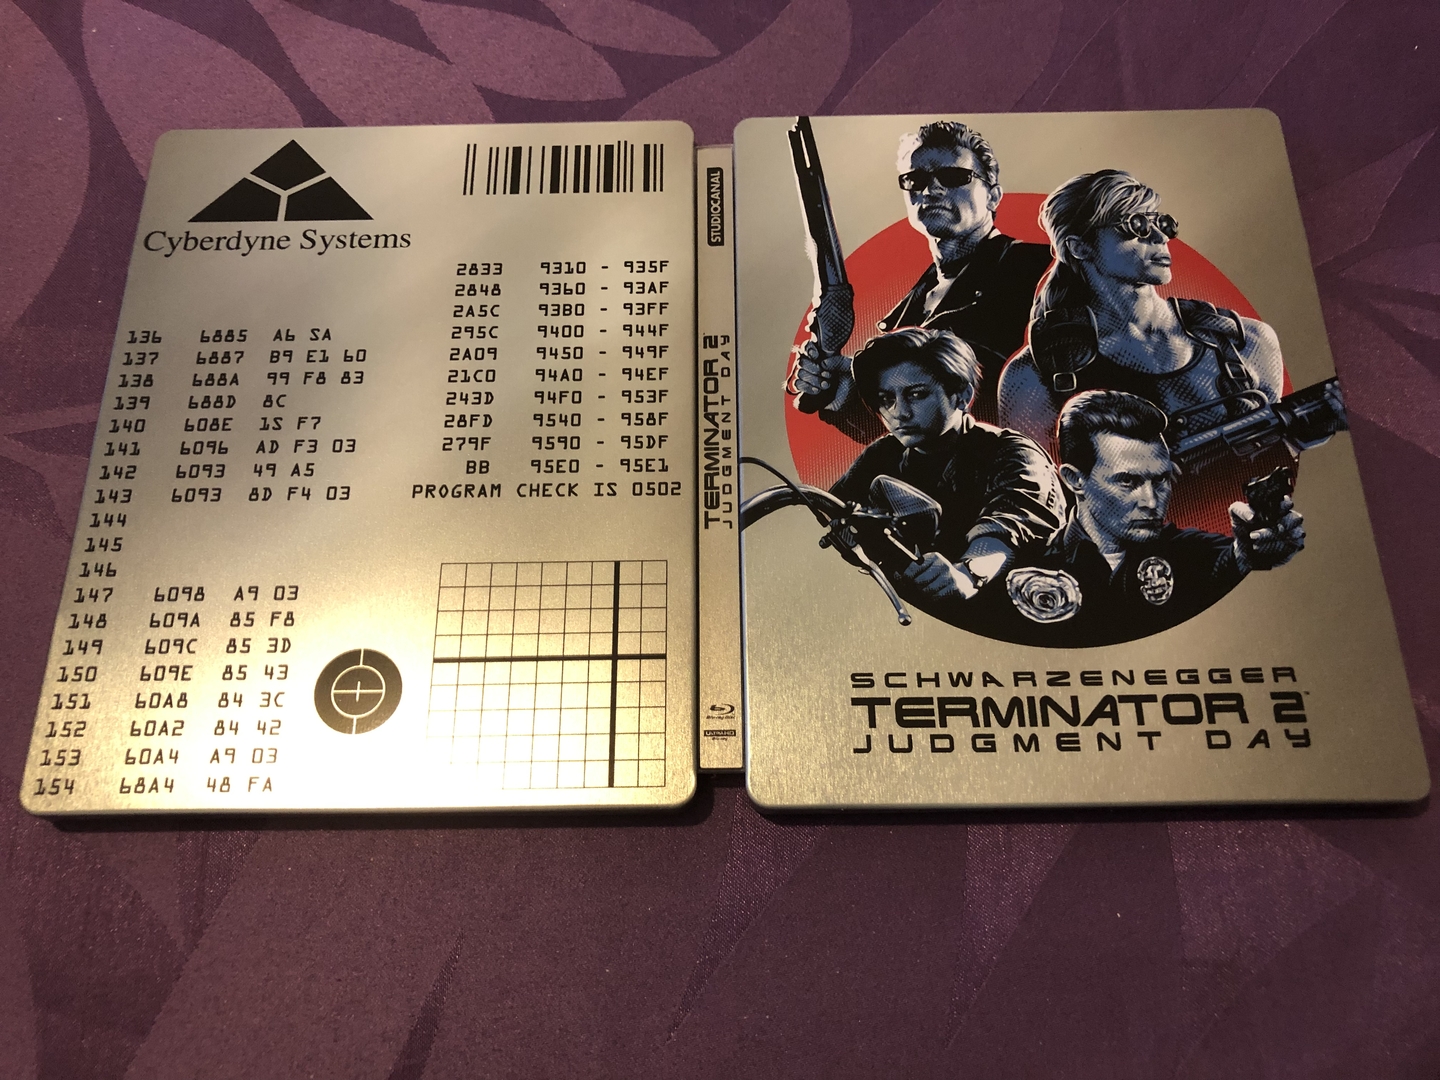 Cyberdyne Systems
2833 9310 - 935F
2848 9360 - 93AF
2A5C 93B0 - 93FF
295C 9400 - 944F
2A09 9450 - 949F
21C0 94A0 - 94EF
243D 94F0 - 953F
28FD 9540 - 958F
279F 9590 - 95DF
BB 95E0 - 95E1
PROGRAM CHECK IS 0502
136 6885 A6 SA
137 6887 B9 E1 60
138 688A 99 F8 83
139 688D 8C
140 608E 1S F7
141 6096 AD F3 03
142 6093 49 A5
143 6093 8D F4 03
144
145
146
147 6098 A9 03
148 609A 85 F8
149 609C 85 3D
150 609E 85 43
151 60A8 84 3C
152 60A2 84 42
153 60A4 A9 03
154 68A4 48 FA
STUDIOCANAL
TERMINATOR 2
JUDGMENT DAY
SCHWARZENEGGER
TERMINATOR 2™
JUDGMENT DAY